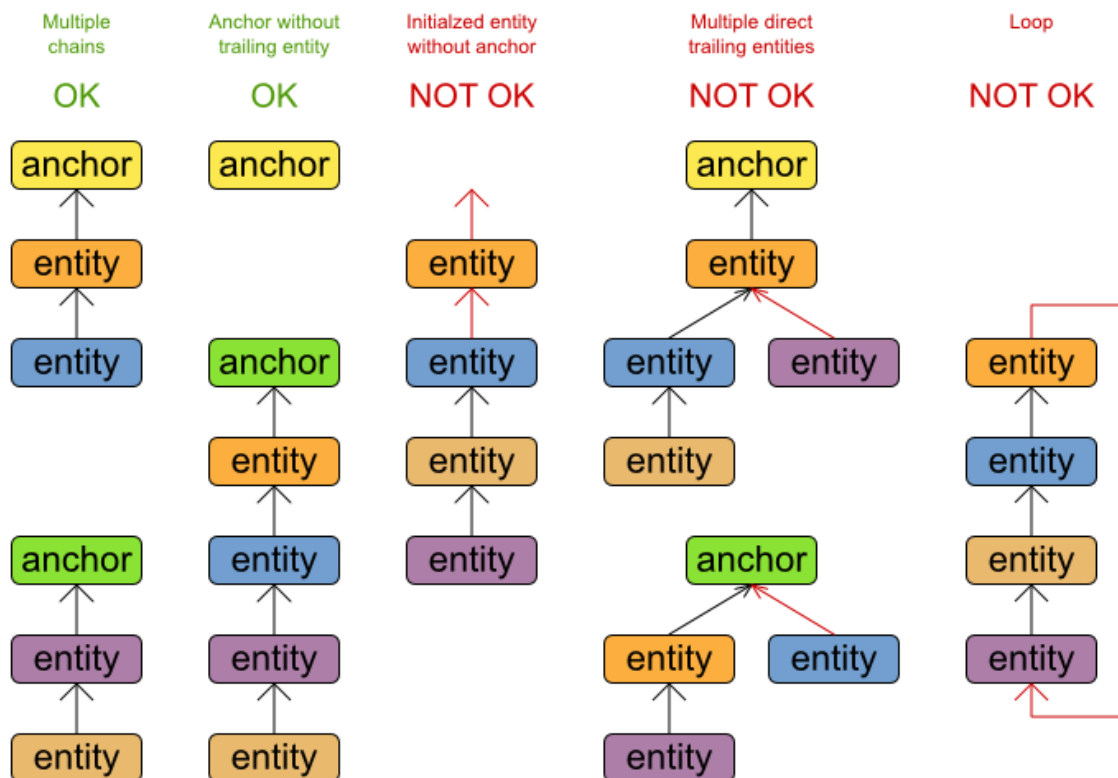 Multiple
chains
OK
anchor
entity
entity
anchor
entity
entity
Anchor without
trailing entity
OK
anchor
anchor
entity
entity
entity
entity
Initialzed entity
without anchor
NOT OK
entity
entity
entity
entity
Multiple direct
trailing entities
NOT OK
anchor
entity
entity entity
entity
anchor
entity entity
entity
Loop
NOT OK
entity
entity
entity
entity